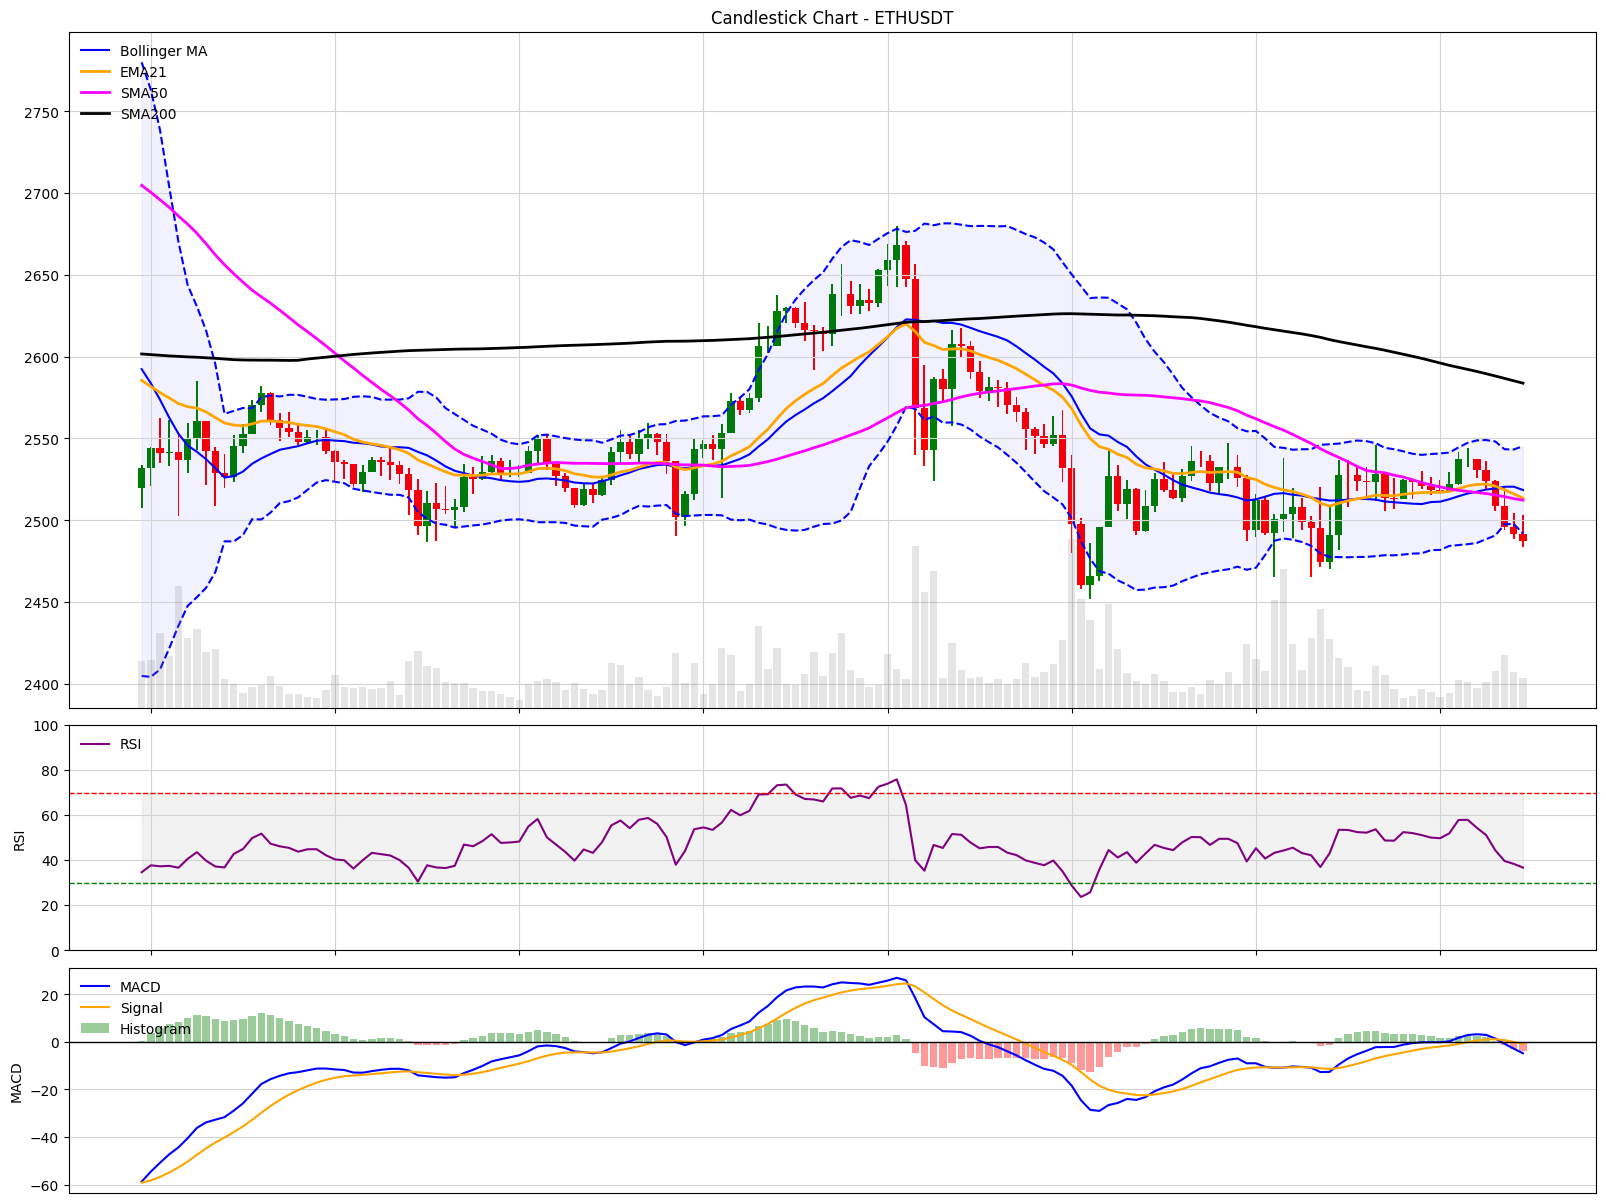 Candlestick Chart - ETHUSDT
Bollinger MA
EMA21
SMA50
SMA200
2750
2700
2650
2600
2550
2500
2450
2400
RSI
100
80
60
40
20
0
RSI
MACD
Signal
Histogram
20
0
−20
−40
−60
MACD